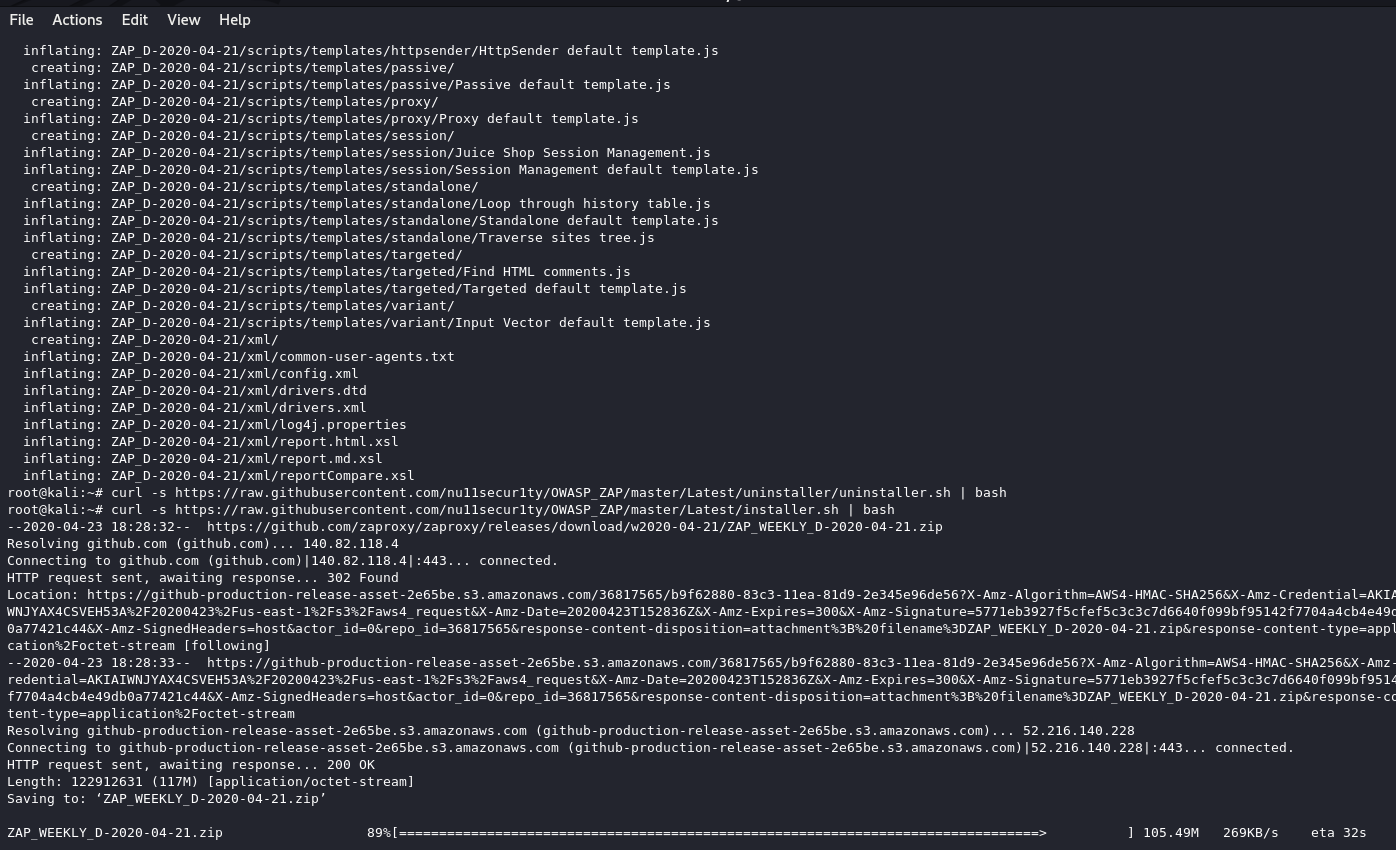 File Actions Edit View Help
inflating: ZAP_D-2020-04-21/scripts/templates/httpsender/HttpSender default template.js
creating: ZAP_D-2020-04-21/scripts/templates/passive/
inflating: ZAP_D-2020-04-21/scripts/templates/passive/Passive default template.js
creating: ZAP_D-2020-04-21/scripts/templates/proxy/
inflating: ZAP_D-2020-04-21/scripts/templates/proxy/Proxy default template.js
creating: ZAP_D-2020-04-21/scripts/templates/session/
inflating: ZAP_D-2020-04-21/scripts/templates/session/Juice Shop Session Management.js
inflating: ZAP_D-2020-04-21/scripts/templates/session/Session Management default template.js
creating: ZAP_D-2020-04-21/scripts/templates/standalone/
inflating: ZAP_D-2020-04-21/scripts/templates/standalone/Loop through history table.js
inflating: ZAP_D-2020-04-21/scripts/templates/standalone/Standalone default template.js
inflating: ZAP_D-2020-04-21/scripts/templates/standalone/Traverse sites tree.js
creating: ZAP_D-2020-04-21/scripts/templates/targeted/
inflating: ZAP_D-2020-04-21/scripts/templates/targeted/Find HTML comments.js
inflating: ZAP_D-2020-04-21/scripts/templates/targeted/Targeted default template.js
creating: ZAP_D-2020-04-21/scripts/templates/variant/
inflating: ZAP_D-2020-04-21/scripts/templates/variant/Input Vector default template.js
creating: ZAP_D-2020-04-21/xml/
inflating: ZAP_D-2020-04-21/xml/common-user-agents.txt
inflating: ZAP_D-2020-04-21/xml/config.xml
inflating: ZAP_D-2020-04-21/xml/drivers.dtd
inflating: ZAP_D-2020-04-21/xml/drivers.xml
inflating: ZAP_D-2020-04-21/xml/log4j.properties
inflating: ZAP_D-2020-04-21/xml/report.html.xsl
inflating: ZAP_D-2020-04-21/xml/report.md.xsl
inflating: ZAP_D-2020-04-21/xml/reportCompare.xsl
root@kali:~# curl -s https://raw.githubusercontent.com/nu11secur1ty/OWASP_ZAP/master/Latest/uninstaller/uninstaller.sh | bash
root@kali:~# curl -s https://raw.githubusercontent.com/nu11secur1ty/OWASP_ZAP/master/Latest/installer.sh | bash
--2020-04-23 18:28:32-- https://github.com/zaproxy/zaproxy/releases/download/w2020-04-21/ZAP_WEEKLY_D-2020-04-21.zip
Resolving github.com (github.com)... 140.82.118.4
Connecting to github.com (github.com)|140.82.118.4|:443... connected.
HTTP request sent, awaiting response... 302 Found
Location: https://github-production-release-asset-2e65be.s3.amazonaws.com/36817565/b9f62880-83c3-11ea-81d9-2e345e96de56?X-Amz-Algorithm=AWS4-HMAC-SHA256&X-Amz-Credential=AKIA
WNJYAX4CSVEH53A%2F20200423%2Fus-east-1%2Fs3%2Faws4_request&X-Amz-Date=20200423T152836Z&X-Amz-Expires=300&X-Amz-Signature=5771eb3927f5cfef5c3c3c7d6640f099bf95142f7704a4cb4e49d
0a77421c44&X-Amz-SignedHeaders=host&actor_id=0&repo_id=36817565&response-content-disposition=attachment%3B%20filename%3DZAP_WEEKLY_D-2020-04-21.zip&response-content-type=appl
cation%2Foctet-stream [following]
--2020-04-23 18:28:33-- https://github-production-release-asset-2e65be.s3.amazonaws.com/36817565/b9f62880-83c3-11ea-81d9-2e345e96de56?X-Amz-Algorithm=AWS4-HMAC-SHA256&X-Amz-
redential=AKIAIWNJYAX4CSVEH53A%2F20200423%2Fus-east-1%2Fs3%2Faws4_request&X-Amz-Date=20200423T152836Z&X-Amz-Expires=300&X-Amz-Signature=5771eb3927f5cfef5c3c3c7d6640f099bf9514
f7704a4cb4e49db0a77421c44&X-Amz-SignedHeaders=host&actor_id=0&repo_id=36817565&response-content-disposition=attachment%3B%20filename%3DZAP_WEEKLY_D-2020-04-21.zip&response-co
tent-type=application%2Foctet-stream
Resolving github-production-release-asset-2e65be.s3.amazonaws.com (github-production-release-asset-2e65be.s3.amazonaws.com)... 52.216.140.228
Connecting to github-production-release-asset-2e65be.s3.amazonaws.com (github-production-release-asset-2e65be.s3.amazonaws.com)|52.216.140.228|:443... connected.
HTTP request sent, awaiting response... 200 OK
Length: 122912631 (117M) [application/octet-stream]
Saving to: ‘ZAP_WEEKLY_D-2020-04-21.zip’
ZAP_WEEKLY_D-2020-04-21.zip 89%[================================================================================> ] 105.49M 269KB/s eta 32s